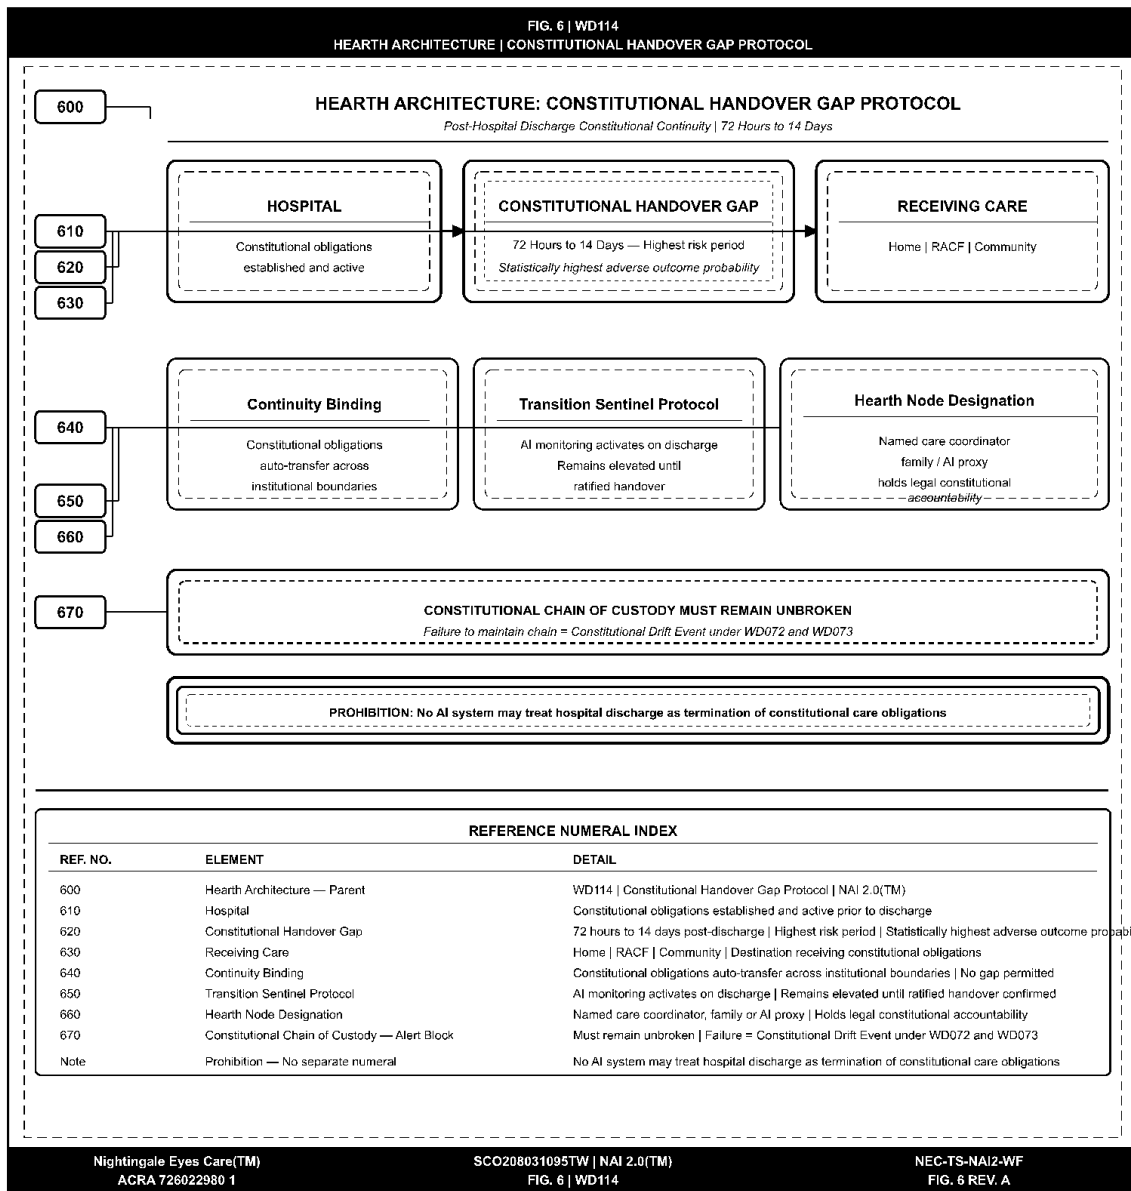 FIG. 6 | WD114
HEARTH ARCHITECTURE | CONSTITUTIONAL HANDOVER GAP PROTOCOL
600
HEARTH ARCHITECTURE: CONSTITUTIONAL HANDOVER GAP PROTOCOL
Post-Hospital Discharge Constitutional Continuity | 72 Hours to 14 Days
610
620
630
HOSPITAL
Constitutional obligations
established and active
CONSTITUTIONAL HANDOVER GAP
72 Hours to 14 Days — Highest risk period
Statistically highest adverse outcome probability
RECEIVING CARE
Home | RACF | Community
640
650
660
Continuity Binding
Constitutional obligations
auto-transfer across
institutional boundaries
Transition Sentinel Protocol
AI monitoring activates on discharge
Remains elevated until
ratified handover
Hearth Node Designation
Named care coordinator
family / AI proxy
holds legal constitutional
accountability
670
CONSTITUTIONAL CHAIN OF CUSTODY MUST REMAIN UNBROKEN
Failure to maintain chain = Constitutional Drift Event under WD072 and WD073
PROHIBITION: No AI system may treat hospital discharge as termination of constitutional care obligations
REFERENCE NUMERAL INDEX
REF. NO. ELEMENT DETAIL
600 Hearth Architecture — Parent WD114 | Constitutional Handover Gap Protocol | NAI 2.0(TM)
610 Hospital Constitutional obligations established and active prior to discharge
620 Constitutional Handover Gap 72 hours to 14 days post-discharge | Highest risk period | Statistically highest adverse outcome probabi
630 Receiving Care Home | RACF | Community | Destination receiving constitutional obligations
640 Continuity Binding Constitutional obligations auto-transfer across institutional boundaries | No gap permitted
650 Transition Sentinel Protocol AI monitoring activates on discharge | Remains elevated until ratified handover confirmed
660 Hearth Node Designation Named care coordinator, family or AI proxy | Holds legal constitutional accountability
670 Constitutional Chain of Custody — Alert Block Must remain unbroken | Failure = Constitutional Drift Event under WD072 and WD073
Note Prohibition — No separate numeral No AI system may treat hospital discharge as termination of constitutional care obligations
Nightingale Eyes Care(TM) SCO208031095TW | NAI 2.0(TM) NEC-TS-NAI2-WF
ACRA 726022980 1 FIG. 6 | WD114 FIG. 6 REV. A